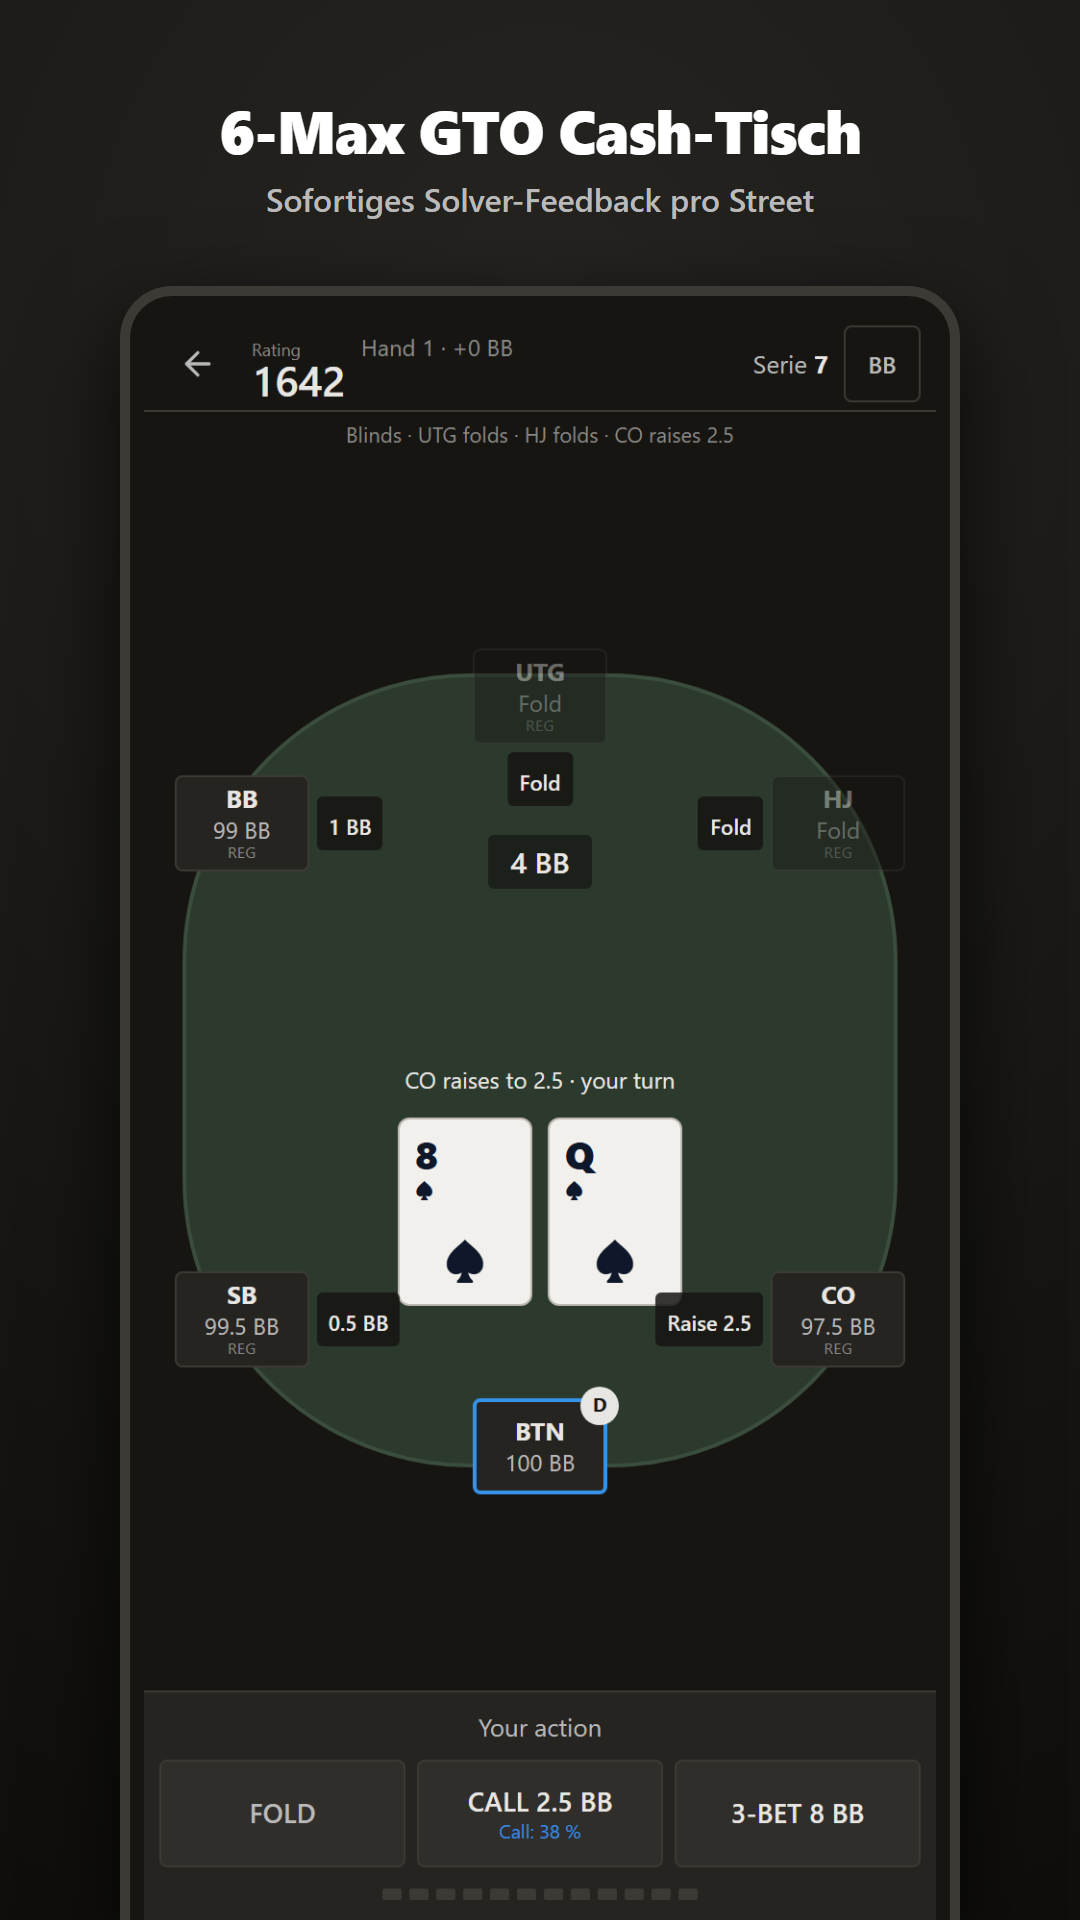 6-Max GTO Cash-Tisch
Sofortiges Solver-Feedback pro Street
Rating
1642
Hand 1 · +0 BB
Serie 7
BB
Blinds · UTG folds · HJ folds · CO raises 2.5
UTG
Fold
REG
Fold
BB
99 BB
REG
1 BB
Fold
HJ
Fold
REG
4 BB
CO raises to 2.5 · your turn
8
♠
♠
Q
♠
♠
SB
99.5 BB
REG
0.5 BB
Raise 2.5
CO
97.5 BB
REG
D
BTN
100 BB
Your action
FOLD
CALL 2.5 BB
Call: 38 %
3-BET 8 BB